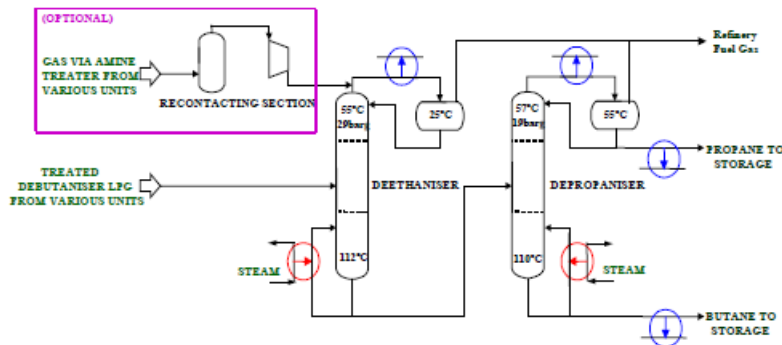 (OPTIONAL)
GAS VIA AMINE
TREATER FROM
VARIOUS UNITS
RECONTACTING SECTION
Refinery
Fuel Gas
55°C
29barg
25°C
57°C
19barg
55°C
PROPANE TO
STORAGE
TREATED
DEBUTANISER LPG
FROM VARIOUS UNITS
DEETHANISER
DEPROPANISER
STEAM
112°C
110°C
STEAM
BUTANE TO
STORAGE